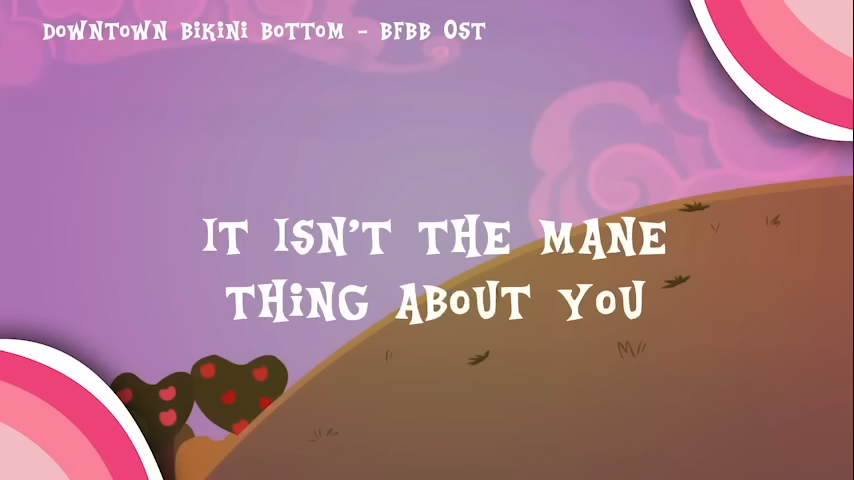 DOWNTOWN BIKINI BOTTOM - BFBB OST
IT ISN'T THE MANE
THING ABOUT YOU